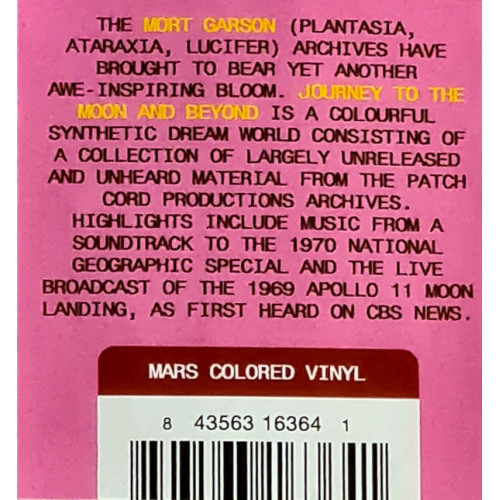 THE MORT GARSON (PLANTASIA,
ATARAXIA, LUCIFER) ARCHIVES HAVE
BROUGHT TO BEAR YET ANOTHER
AWE-INSPIRING BLOOM. JOURNEY TO THE
MOON AND BEYOND IS A COLOURFUL
SYNTHETIC DREAM WORLD CONSISTING OF
A COLLECTION OF LARGELY UNRELEASED
AND UNHEARD MATERIAL FROM THE PATCH
CORD PRODUCTIONS ARCHIVES.
HIGHLIGHTS INCLUDE MUSIC FROM A
SOUNDTRACK TO THE 1970 NATIONAL
GEOGRAPHIC SPECIAL AND THE LIVE
BROADCAST OF THE 1969 APOLLO 11 MOON
LANDING, AS FIRST HEARD ON CBS NEWS.
MARS COLORED VINYL
8 43563 16364 1